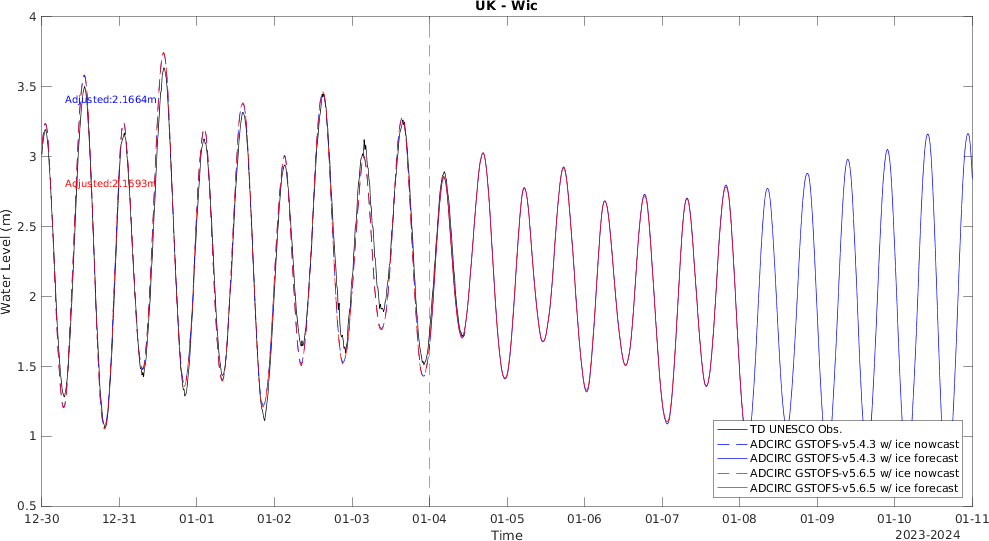 UK - Wic
4
3.5
3
2.5
2
1.5
1
0.5
Water Level (m)
Adjusted:2.1664m
Adjusted:2.1593m
TD UNESCO Obs.
ADCIRC GSTOFS-v5.4.3 w/ ice nowcast
ADCIRC GSTOFS-v5.4.3 w/ ice forecast
ADCIRC GSTOFS-v5.6.5 w/ ice nowcast
ADCIRC GSTOFS-v5.6.5 w/ ice forecast
12-30 12-31 01-01 01-02 01-03 01-04 01-05 01-06 01-07 01-08 01-09 01-10 01-11
Time
2023-2024